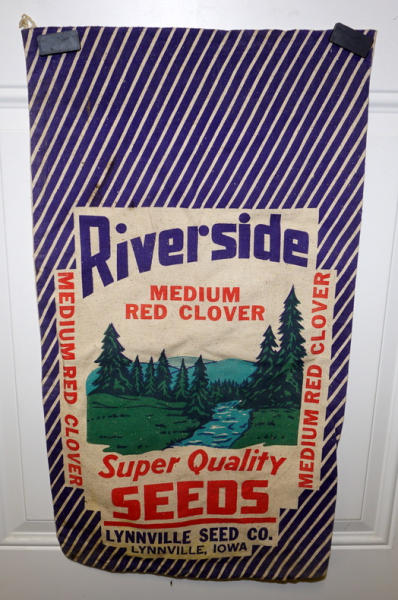 Riverside
MEDIUM
RED CLOVER
MEDIUM RED CLOVER
MEDIUM RED CLOVER
Super Quality
SEEDS
LYNNVILLE SEED CO.
LYNNVILLE, IOWA